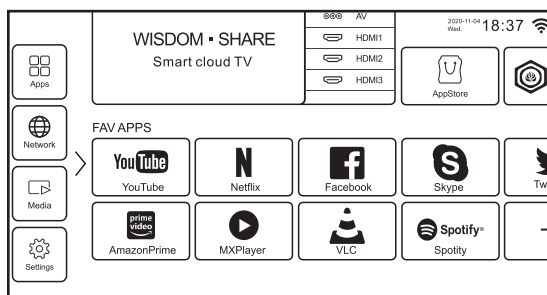 AV
2020-11-04
Wed.
18:37
WISDOM ▪ SHARE
Smart cloud TV
HDMI1
HDMI2
HDMI3
Apps
AppStore
FAV APPS
Network
YouTube
YouTube
N
Netflix
f
Facebook
S
Skype
Tw
Media
prime
video
AmazonPrime
MXPlayer
VLC
Spotify
Spotity
Settings